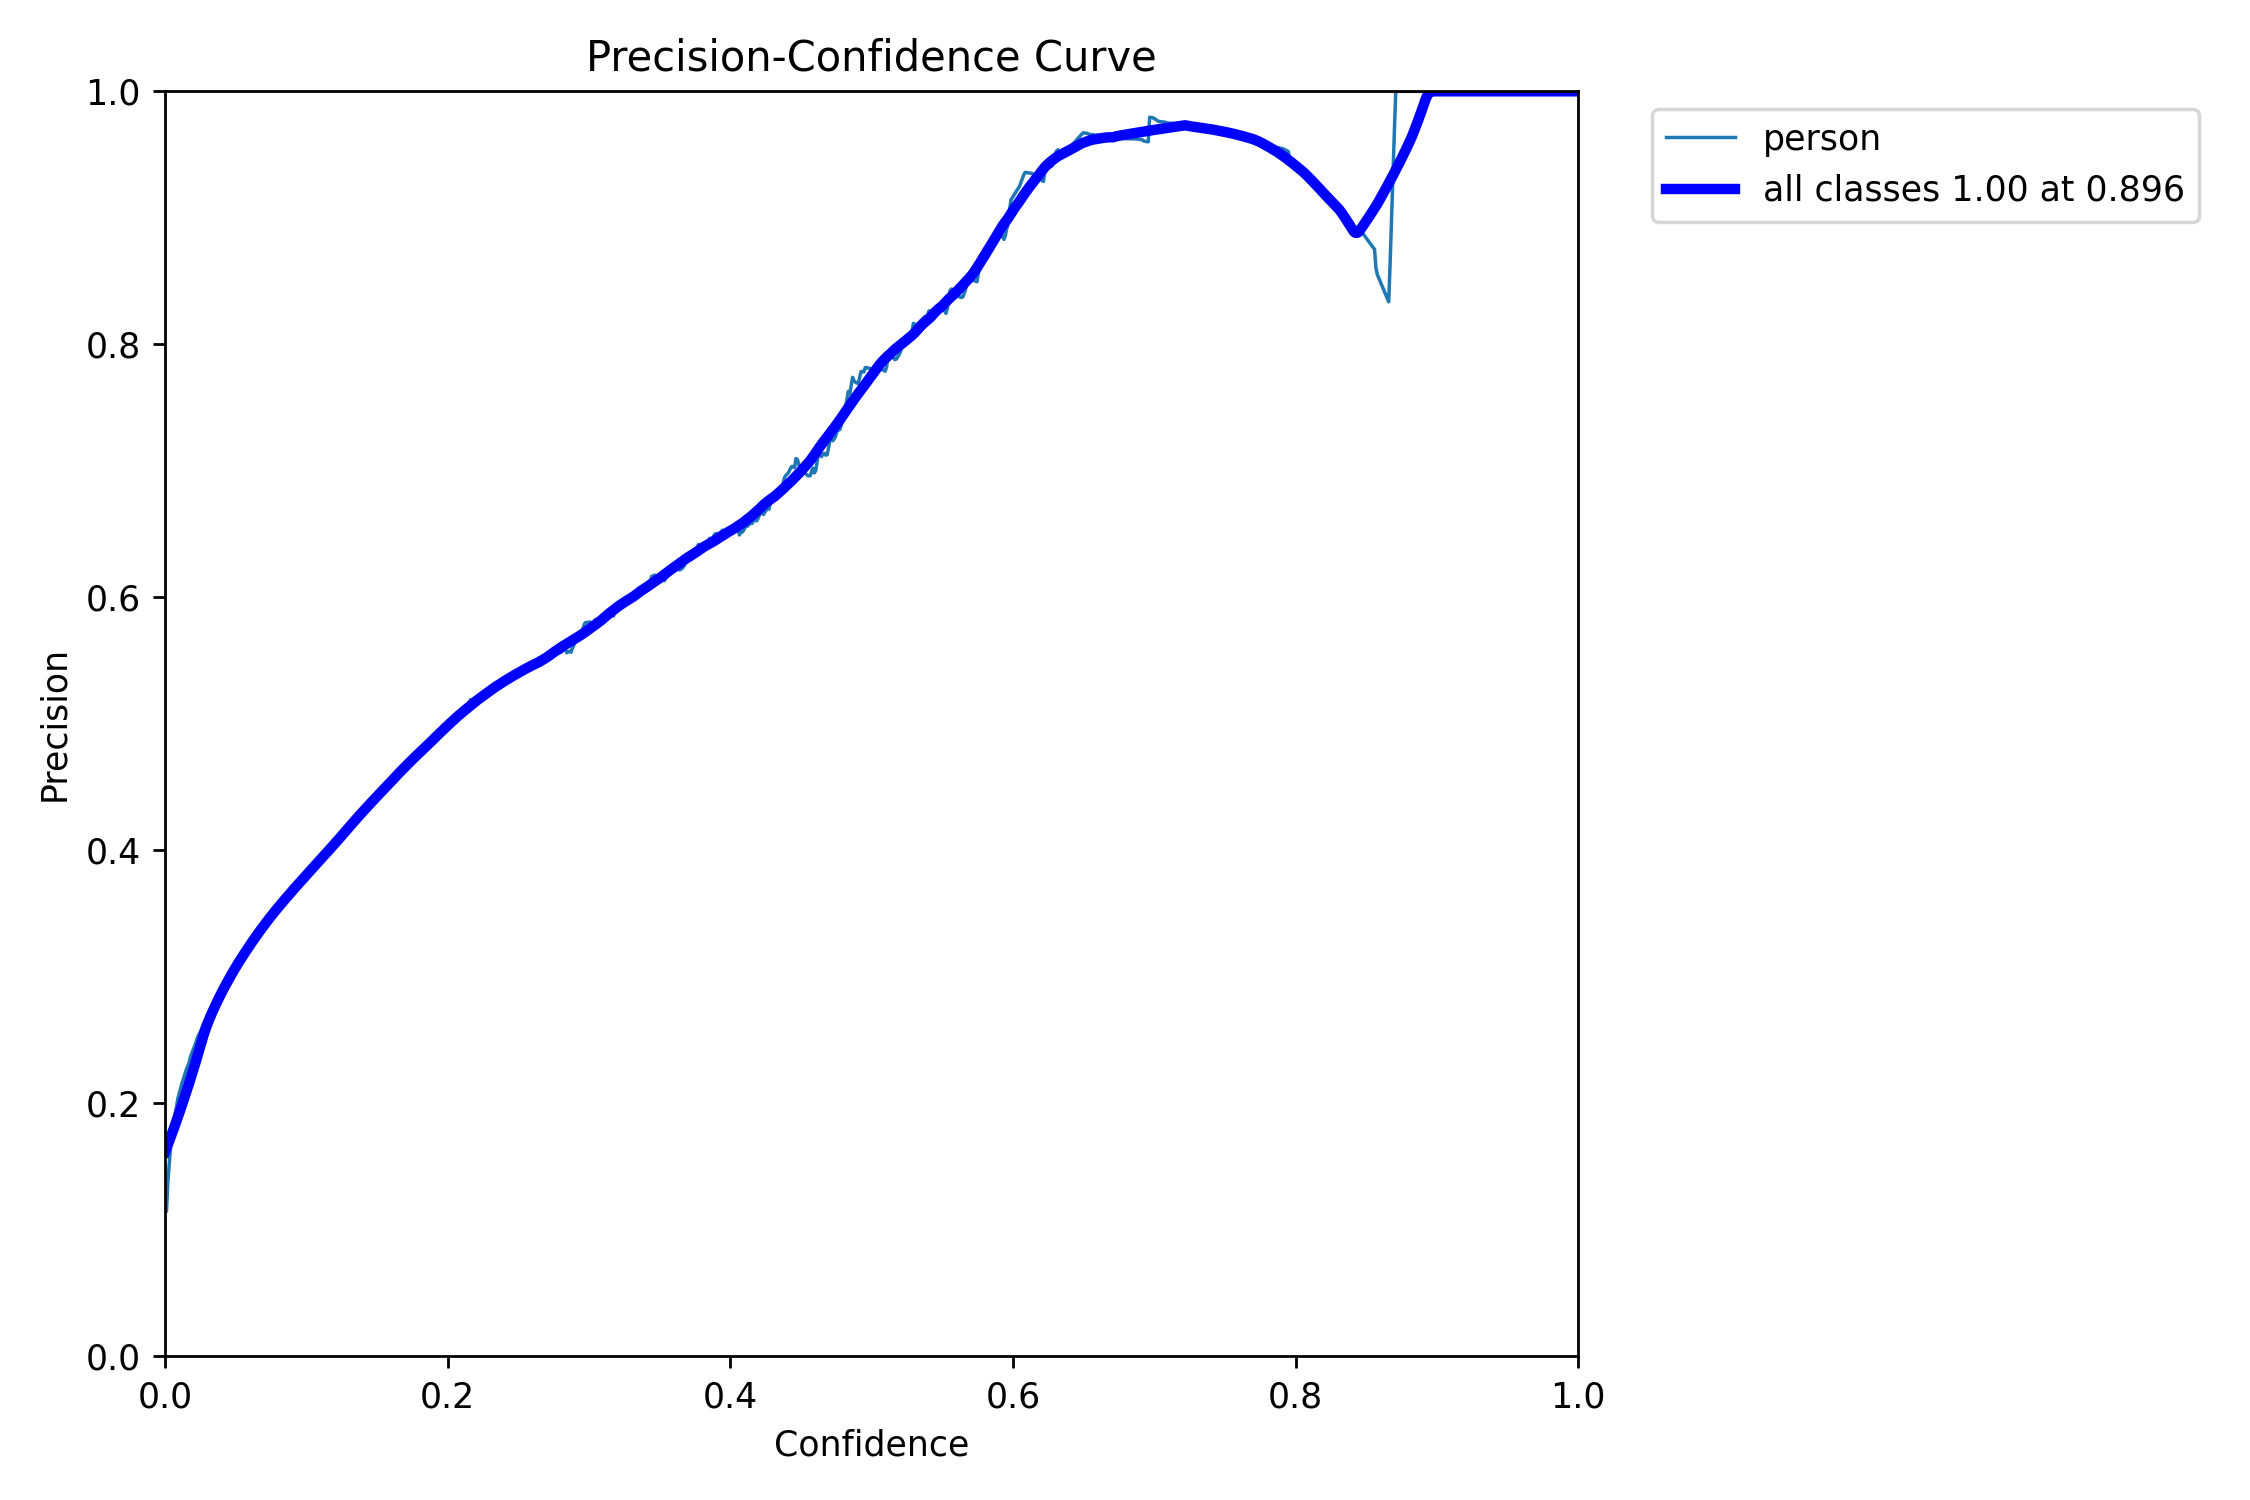 Precision-Confidence Curve
person
all classes 1.00 at 0.896
1.0
0.8
0.6
0.4
0.2
0.0
Precision
0.0 0.2 0.4 0.6 0.8 1.0
Confidence